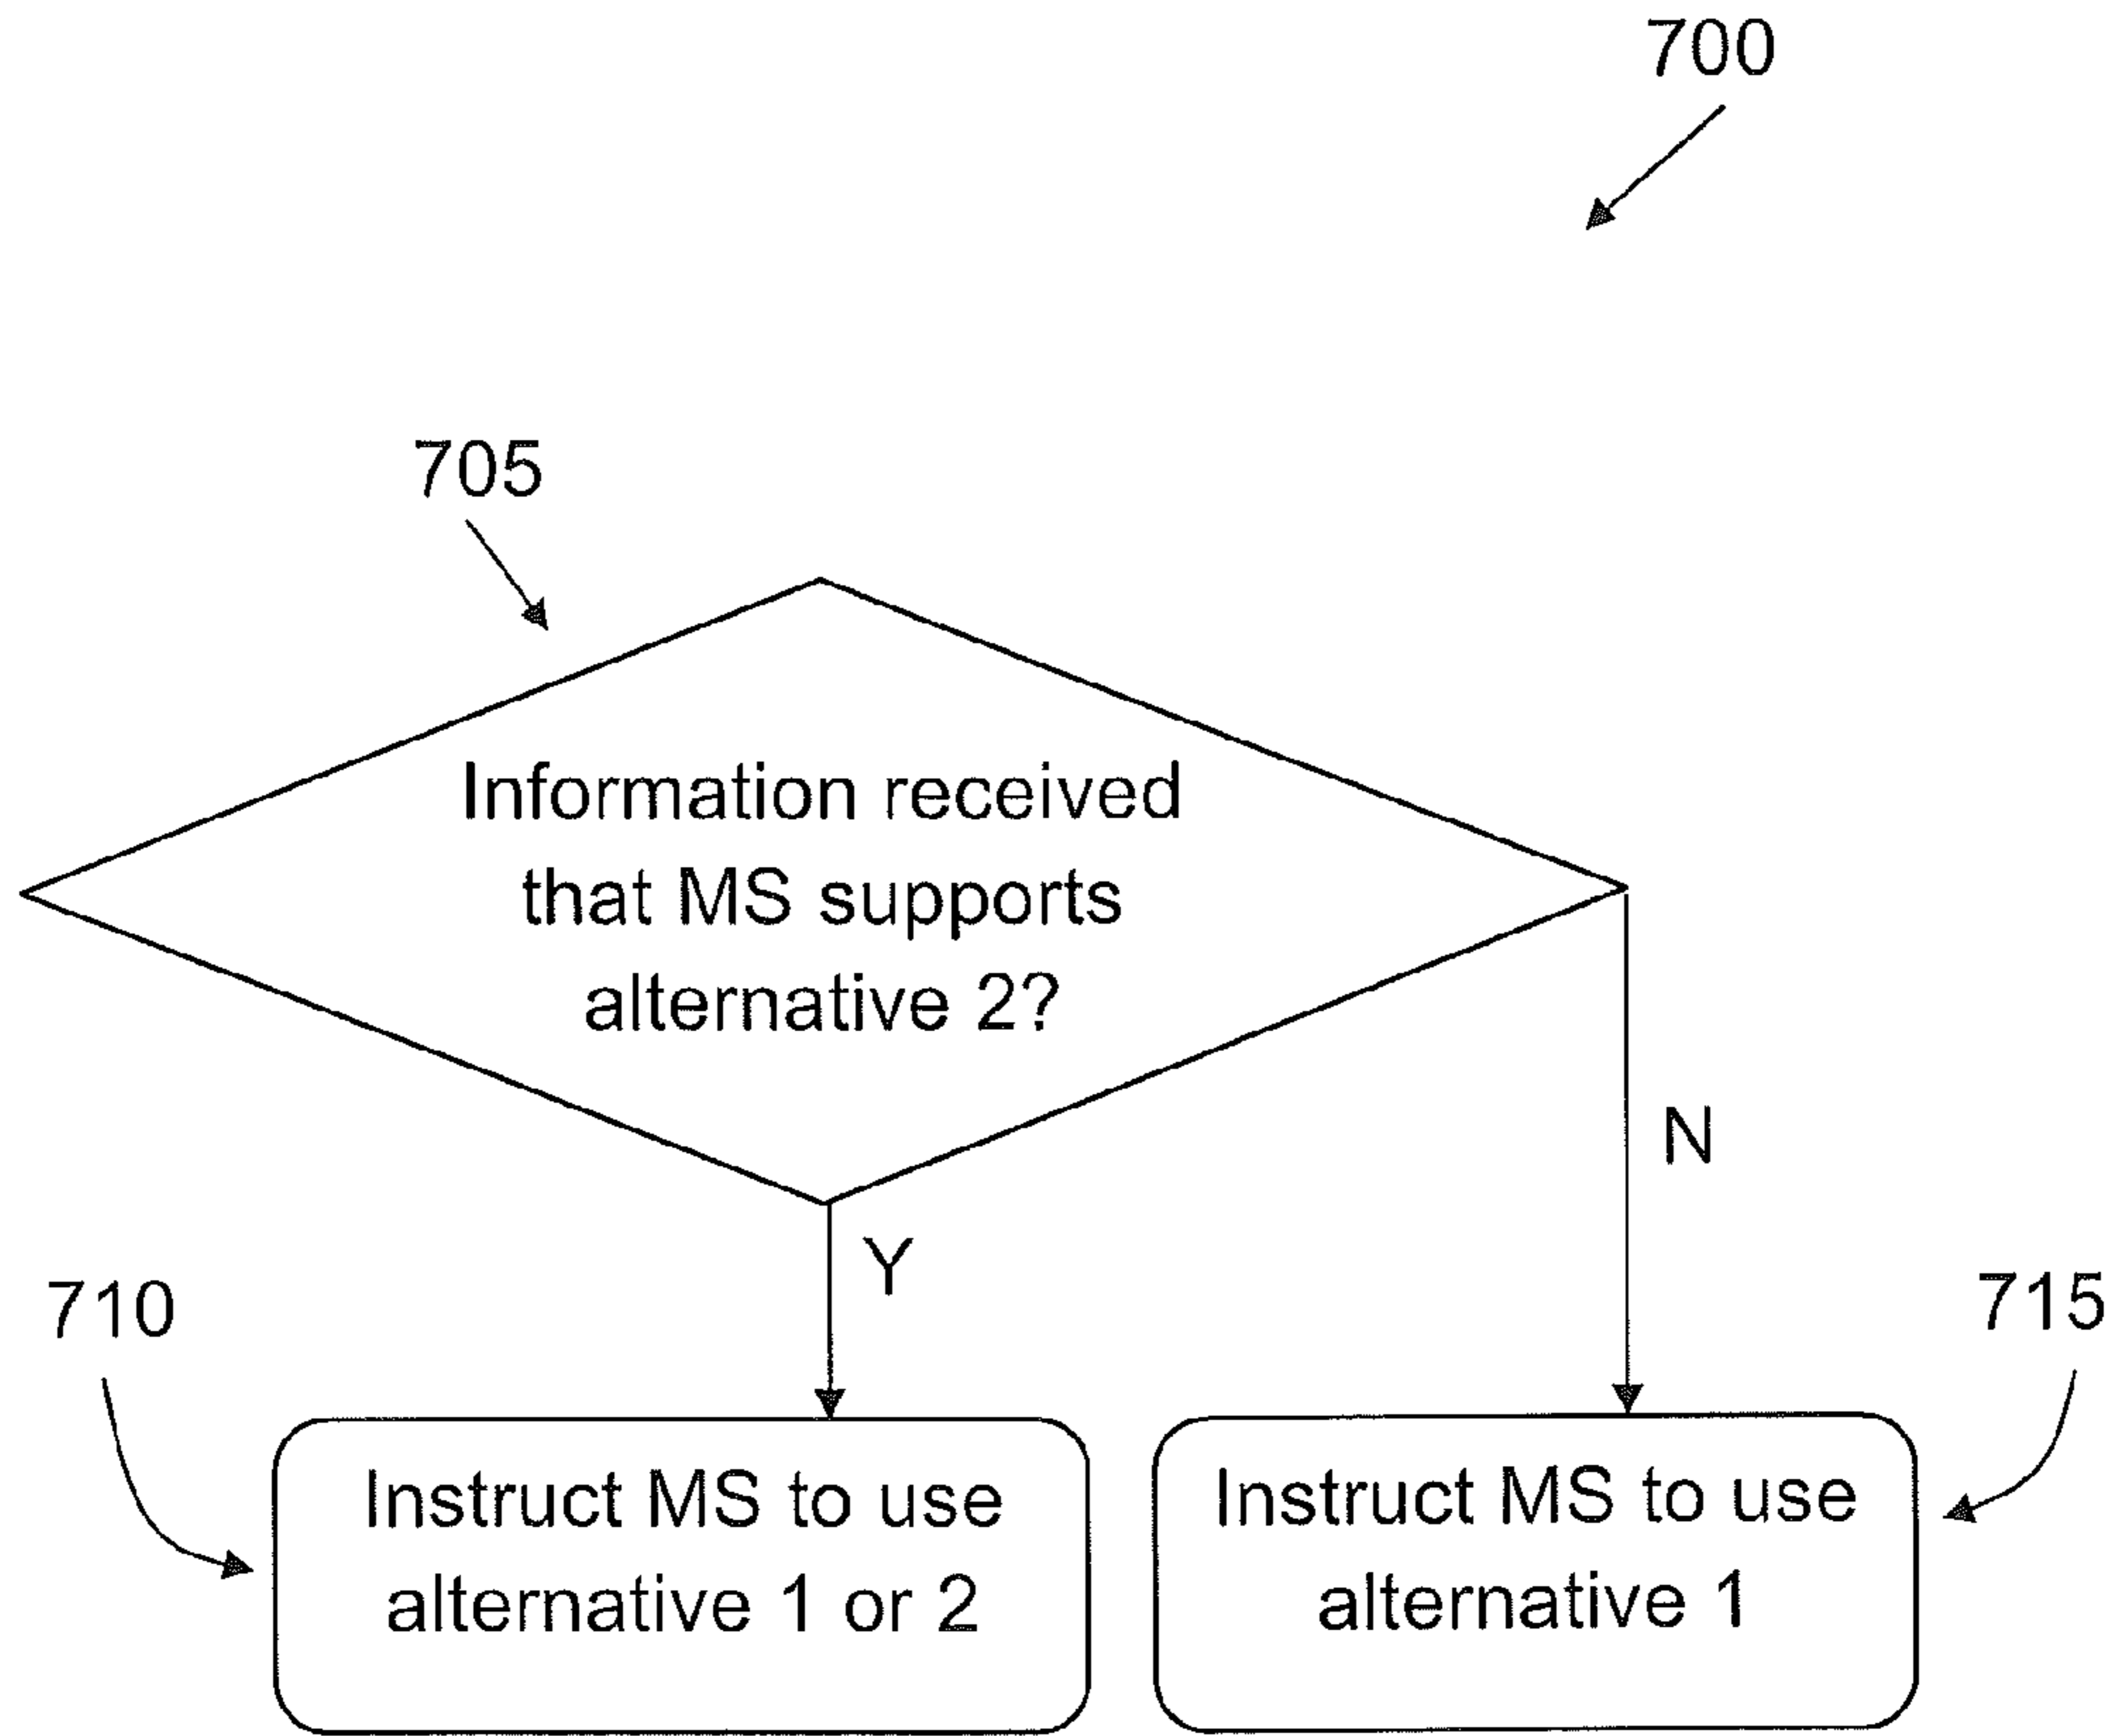 700
705
Information received
that MS supports
alternative 2?
N
Y
710
715
Instruct MS to use
alternative 1 or 2
Instruct MS to use
alternative 1